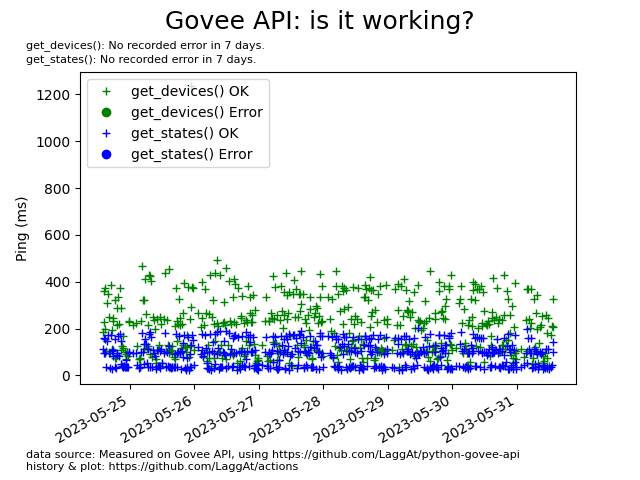 Govee API: is it working?
get_devices(): No recorded error in 7 days.
get_states(): No recorded error in 7 days.
get_devices() OK
get_devices() Error
get_states() OK
get_states() Error
1200
1000
800
600
400
200
0
Ping (ms)
2023-05-25
2023-05-26
2023-05-27
2023-05-28
2023-05-29
2023-05-30
2023-05-31
data source: Measured on Govee API, using https://github.com/LaggAt/python-govee-api
history & plot: https://github.com/LaggAt/actions